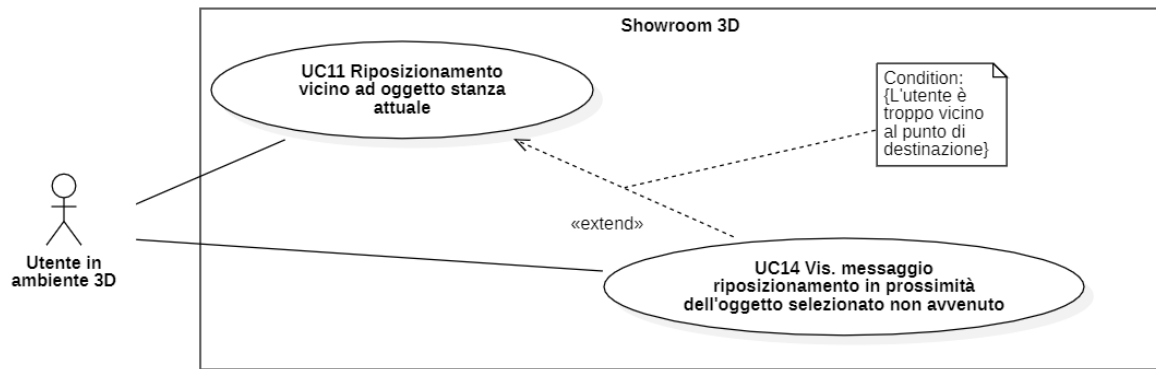 Showroom 3D
UC11 Riposizionamento
vicino ad oggetto stanza
attuale
Condition:
{L'utente è
troppo vicino
al punto di
destinazione}
«extend»
Utente in
ambiente 3D
UC14 Vis. messaggio
riposizionamento in prossimità
dell'oggetto selezionato non avvenuto